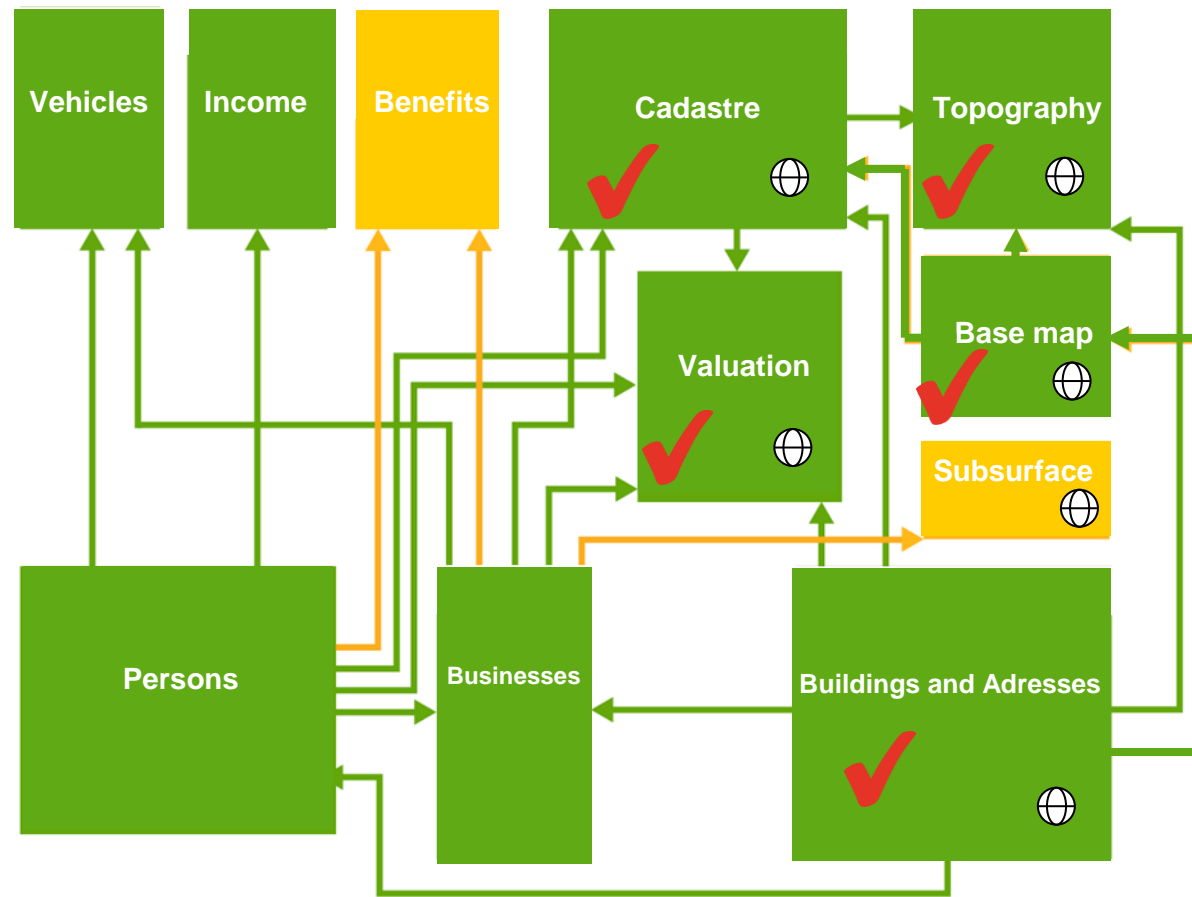 Vehicles
Income
Benefits
Cadastre
Topography
Valuation
Base map
Subsurface
Persons
Businesses
Buildings and Adresses